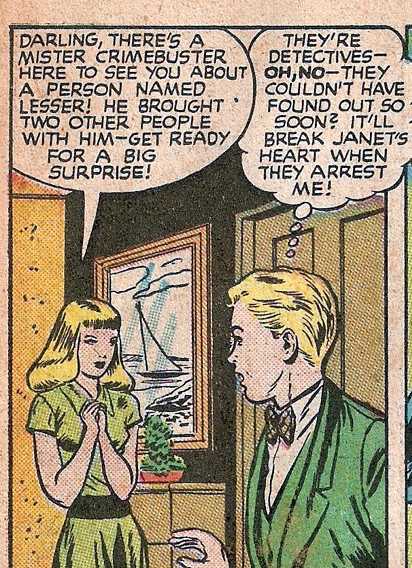 DARLING, THERE'S A
MISTER CRIMEBUSTER
HERE TO SEE YOU ABOUT
A PERSON NAMED
LESSER! HE BROUGHT
TWO OTHER PEOPLE
WITH HIM—GET READY
FOR A BIG
SURPRISE!
THEY'RE
DETECTIVES—
OH, NO—THEY
COULDN'T HAVE
FOUND OUT SO
SOON? IT'LL
BREAK JANET'S
HEART WHEN
THEY ARREST
ME!